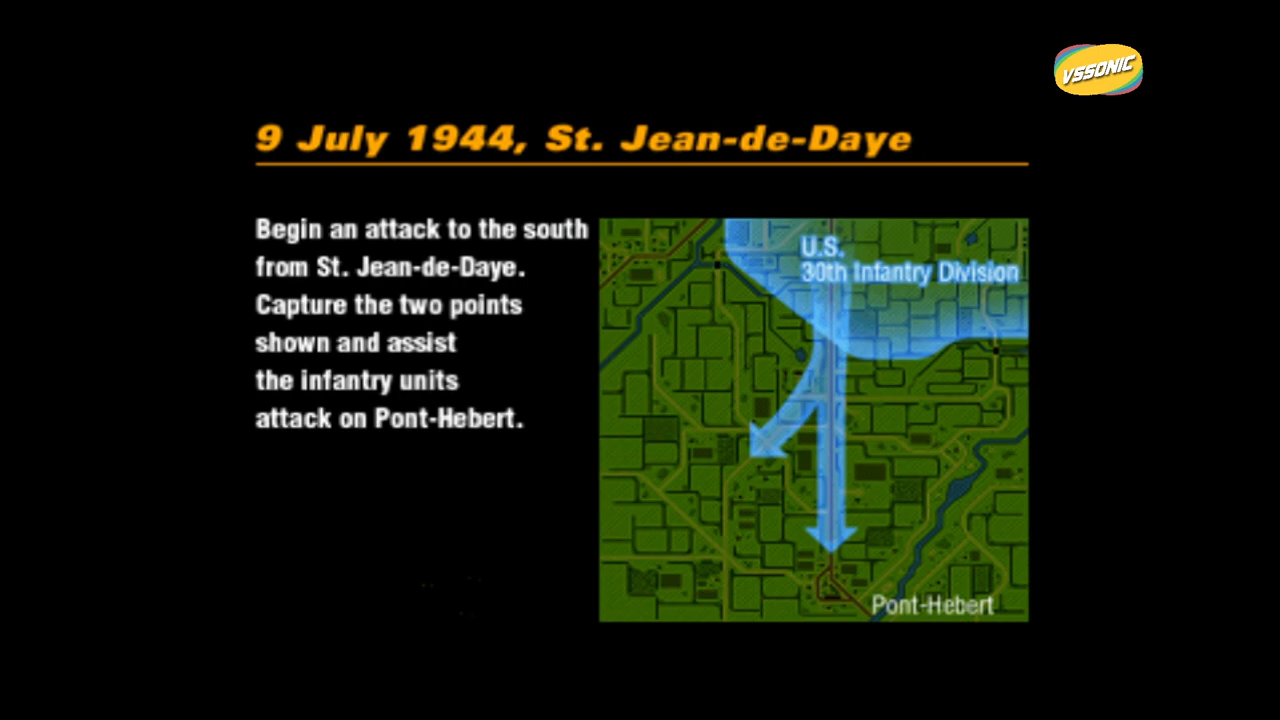 VSSONIC
9 July 1944, St. Jean-de-Daye
Begin an attack to the south
from St. Jean-de-Daye.
Capture the two points
shown and assist
the infantry units
attack on Pont-Hebert.
U.S.
30th Infantry Division
Pont-Hebert